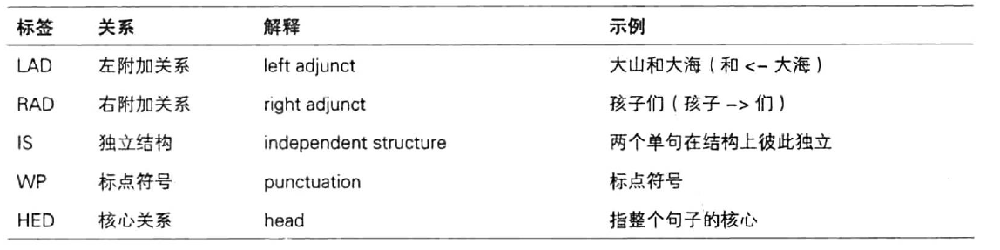 标签 关系 解释 示例
LAD 左附加关系 left adjunct 大山和大海（和 <- 大海）
RAD 右附加关系 right adjunct 孩子们（孩子 -> 们）
IS 独立结构 independent structure 两个单句在结构上彼此独立
WP 标点符号 punctuation 标点符号
HED 核心关系 head 指整个句子的核心